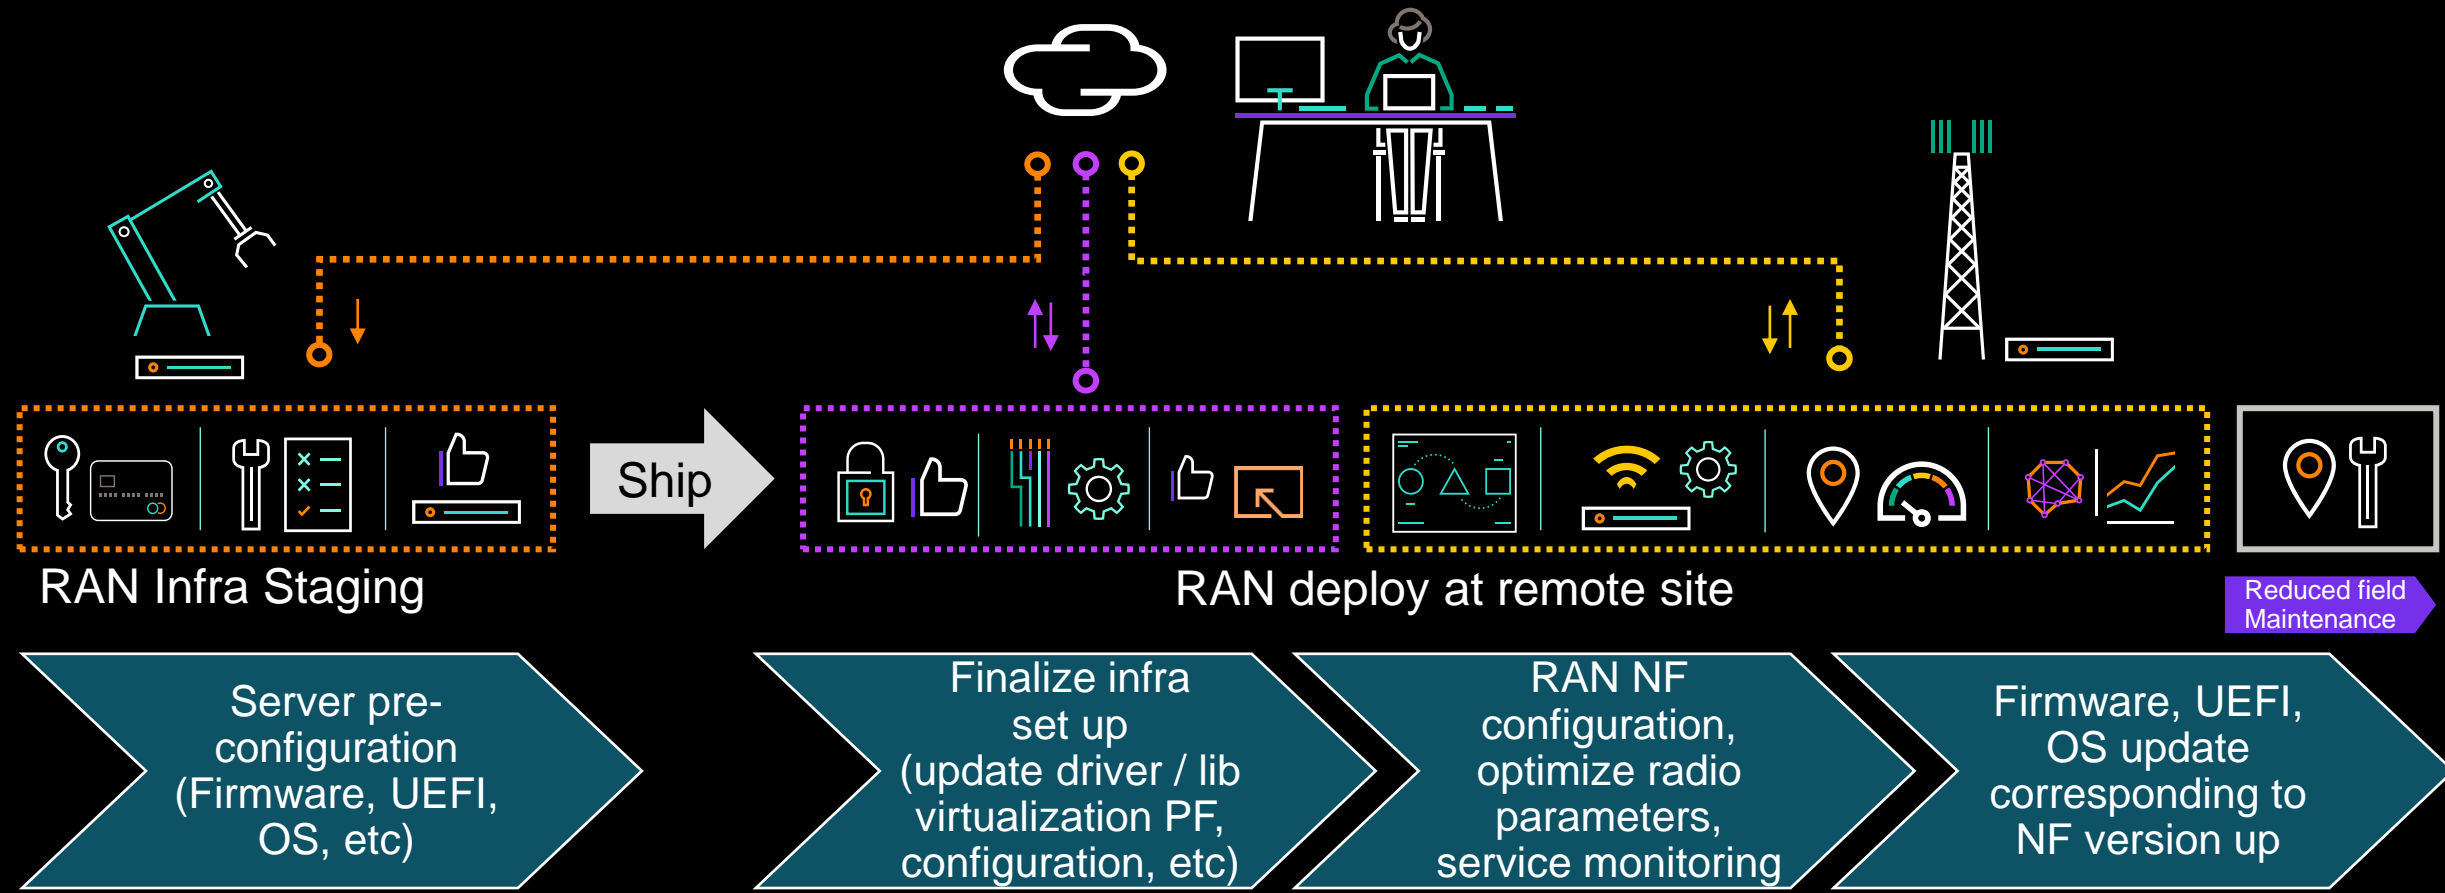 Ship
RAN Infra Staging
RAN deploy at remote site
Reduced field
Maintenance
Server pre-
configuration
(Firmware, UEFI,
OS, etc)
Finalize infra
set up
(update driver / lib
virtualization PF,
configuration, etc)
RAN NF
configuration,
optimize radio
parameters,
service monitoring
Firmware, UEFI,
OS update
corresponding to
NF version up